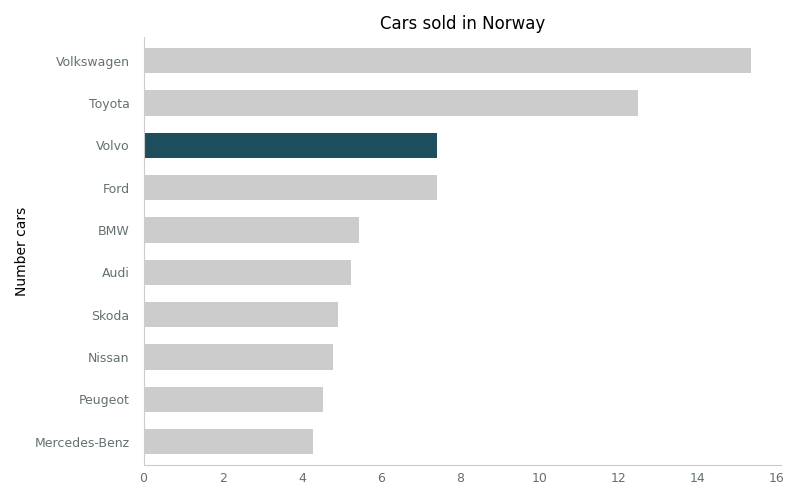 Cars sold in Norway
Number cars
Volkswagen
Toyota
Volvo
Ford
BMW
Audi
Skoda
Nissan
Peugeot
Mercedes-Benz
0 2 4 6 8 10 12 14 16